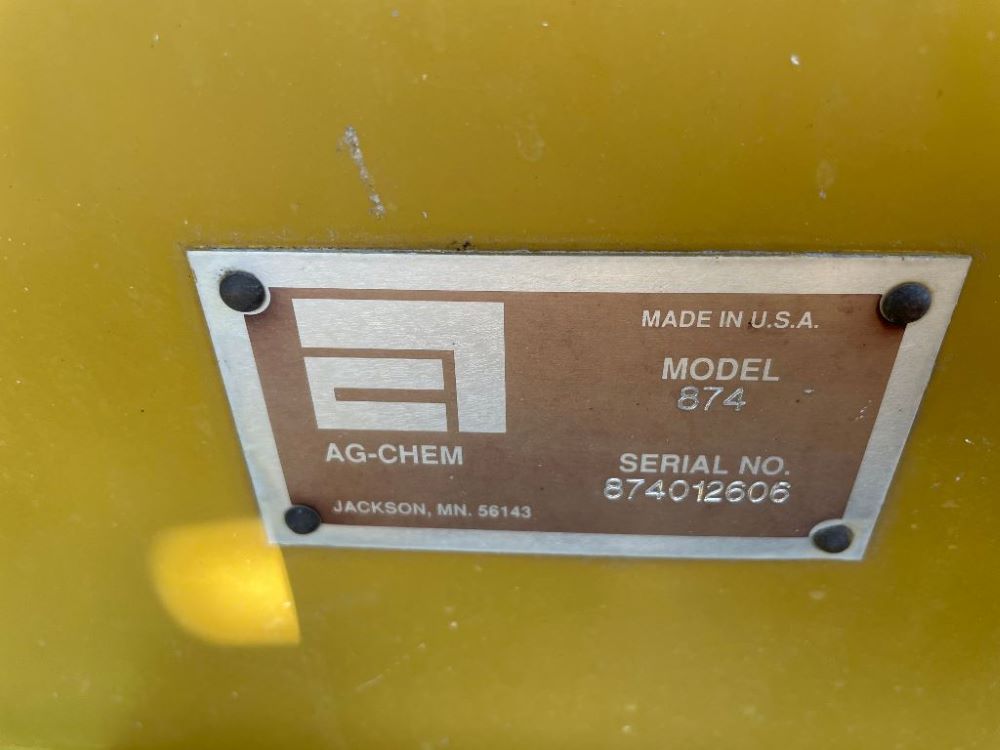 MADE IN U.S.A.
MODEL
874
AG-CHEM
SERIAL NO.
874012606
JACKSON, MN. 56143